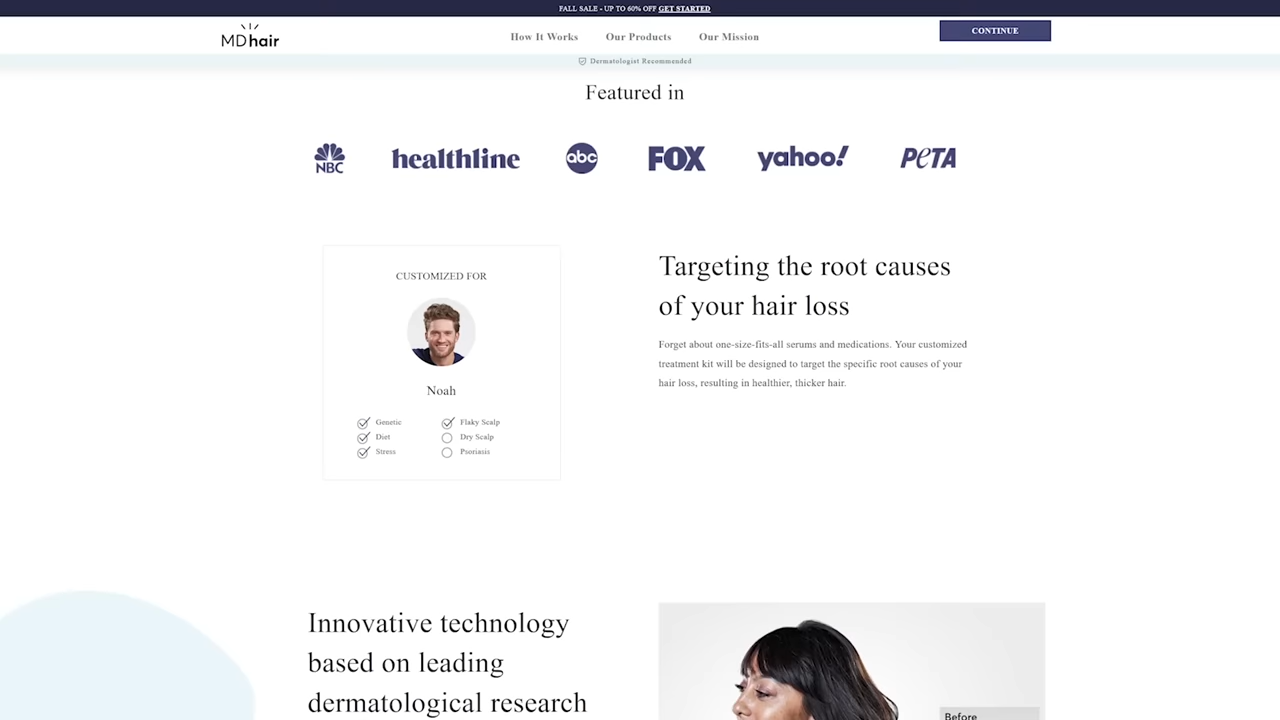 FALL SALE - UP TO 60% OFF GET STARTED
MDhair
How It Works
Our Products
Our Mission
CONTINUE
Dermatologist Recommended
Featured in
NBC
healthline
abc
FOX
yahoo!
PETA
CUSTOMIZED FOR
Noah
Genetic
Flaky Scalp
Diet
Dry Scalp
Stress
Psoriasis
Targeting the root causes
of your hair loss
Forget about one-size-fits-all serums and medications. Your customized
treatment kit will be designed to target the specific root causes of your
hair loss, resulting in healthier, thicker hair.
Innovative technology
based on leading
dermatological research
Before